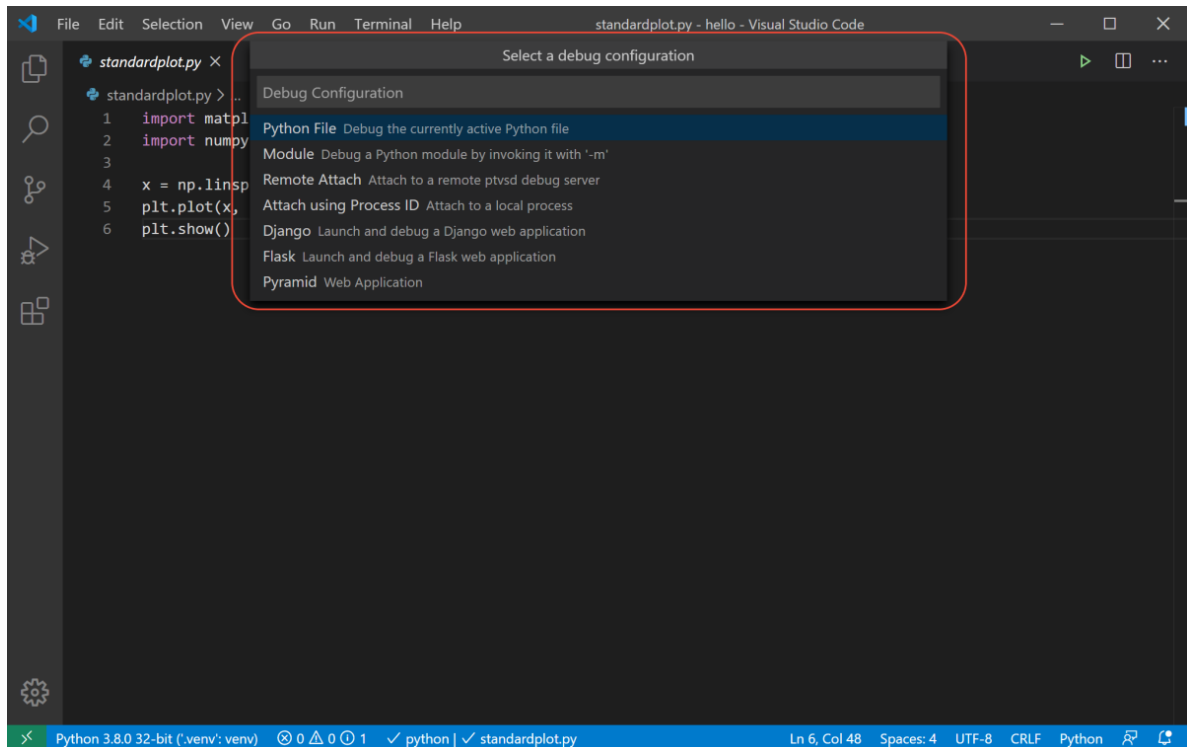 File Edit Selection View Go Run Terminal Help standardplot.py - hello - Visual Studio Code
standardplot.py
Select a debug configuration
standardplot.py > ..
Debug Configuration
1 import matpl
2 import numpy
3
4 x = np.linsp
5 plt.plot(x,
6 plt.show()
Python File Debug the currently active Python file
Module Debug a Python module by invoking it with '-m'
Remote Attach Attach to a remote ptvsd debug server
Attach using Process ID Attach to a local process
Django Launch and debug a Django web application
Flask Launch and debug a Flask web application
Pyramid Web Application
Python 3.8.0 32-bit ('.venv': venv) 0 0 1 python | standardplot.py Ln 6, Col 48 Spaces: 4 UTF-8 CRLF Python